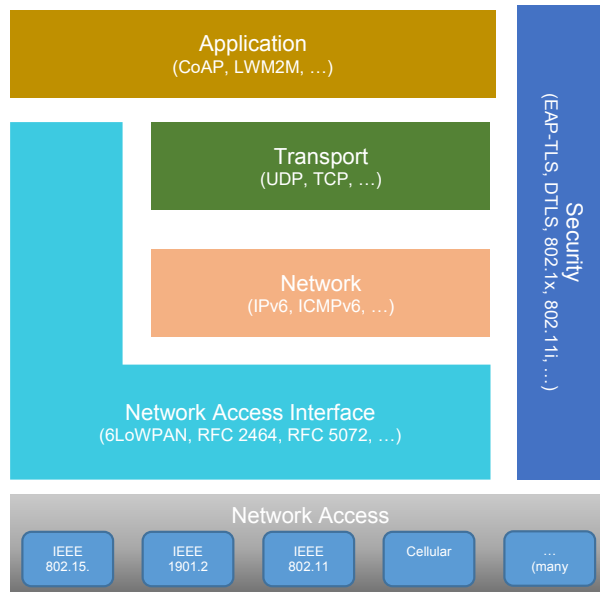 Application
(CoAP, LWM2M, …)
Transport
(UDP, TCP, …)
Network
(IPv6, ICMPv6, …)
Network Access Interface
(6LoWPAN, RFC 2464, RFC 5072, …)
Security
(EAP-TLS, DTLS, 802.1x, 802.11i, …)
Network Access
IEEE
802.15.
IEEE
1901.2
IEEE
802.11
Cellular
…
(many